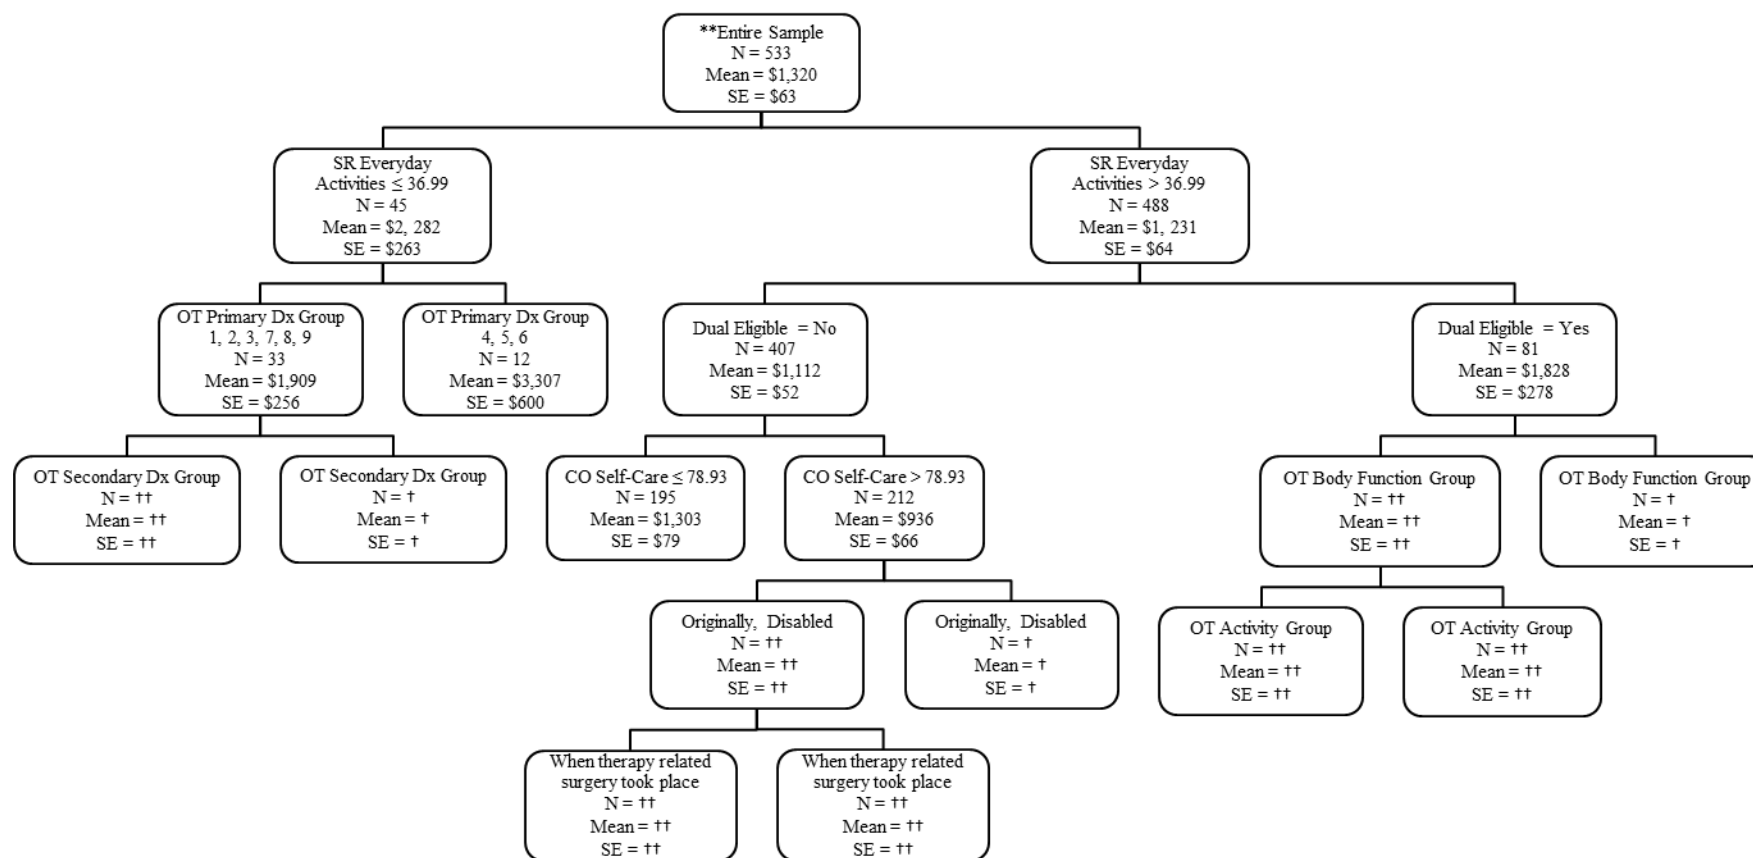 **Entire Sample
N = 533
Mean = $1,320
SE = $63
SR Everyday
Activities ≤ 36.99
N = 45
Mean = $2, 282
SE = $263
SR Everyday
Activities > 36.99
N = 488
Mean = $1, 231
SE = $64
OT Primary Dx Group
1, 2, 3, 7, 8, 9
N = 33
Mean = $1,909
SE = $256
OT Primary Dx Group
4, 5, 6
N = 12
Mean = $3,307
SE = $600
Dual Eligible = No
N = 407
Mean = $1,112
SE = $52
Dual Eligible = Yes
N = 81
Mean = $1,828
SE = $278
OT Secondary Dx Group
N = ††
Mean = ††
SE = ††
OT Secondary Dx Group
N = †
Mean = †
SE = †
CO Self-Care ≤ 78.93
N = 195
Mean = $1,303
SE = $79
CO Self-Care > 78.93
N = 212
Mean = $936
SE = $66
OT Body Function Group
N = ††
Mean = ††
SE = ††
OT Body Function Group
N = †
Mean = †
SE = †
Originally, Disabled
N = ††
Mean = ††
SE = ††
Originally, Disabled
N = †
Mean = †
SE = †
OT Activity Group
N = ††
Mean = ††
SE = ††
OT Activity Group
N = ††
Mean = ††
SE = ††
When therapy related
surgery took place
N = ††
Mean = ††
SE = ††
When therapy related
surgery took place
N = ††
Mean = ††
SE = ††